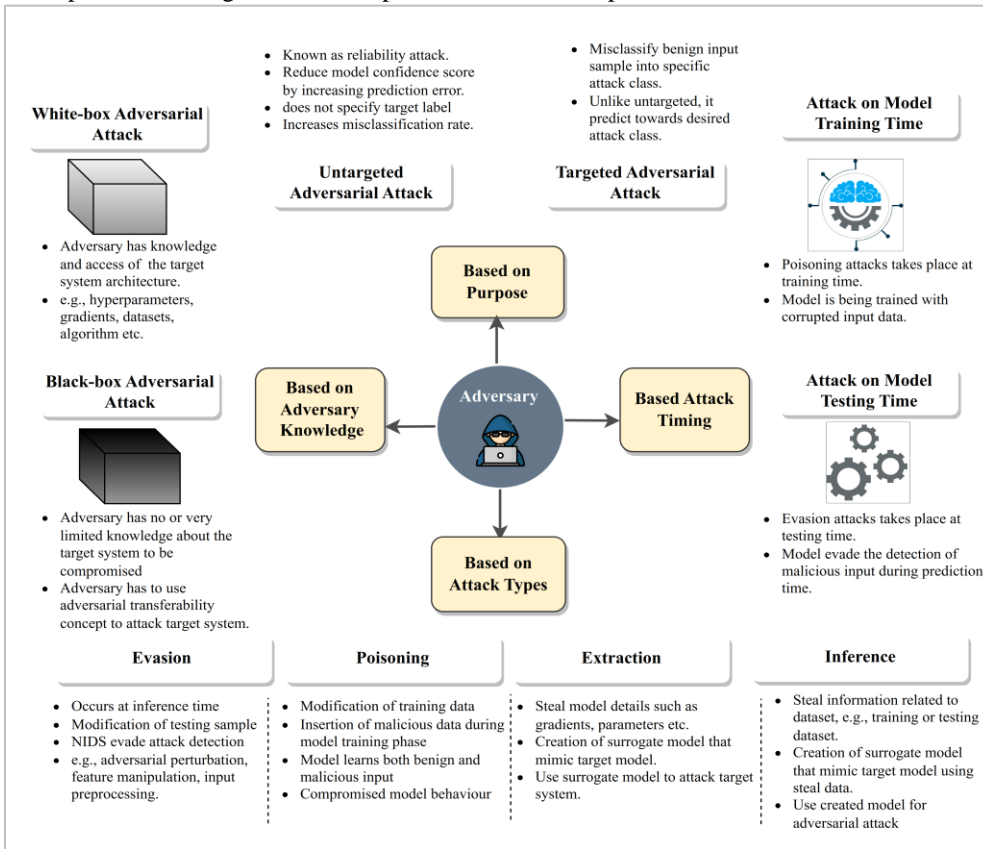 • Known as reliability attack.
• Reduce model confidence score
by increasing prediction error.
• does not specify target label
• Increases misclassification rate.
• Misclassify benign input
sample into specific
attack class.
• Unlike untargeted, it
predict towards desired
attack class.
White-box Adversarial
Attack
Untargeted
Adversarial Attack
Targeted Adversarial
Attack
Attack on Model
Training Time
• Adversary has knowledge
and access of the target
system architecture.
• e.g., hyperparameters,
gradients, datasets,
algorithm etc.
Based on
Purpose
• Poisoning attacks takes place at
training time.
• Model is being trained with
corrupted input data.
Black-box Adversarial
Attack
Based on
Adversary
Knowledge
Adversary
Based Attack
Timing
Attack on Model
Testing Time
• Adversary has no or very
limited knowledge about the
target system to be
compromised
• Adversary has to use
adversarial transferability
concept to attack target system.
Based on
Attack Types
• Evasion attacks takes place at
testing time.
• Model evade the detection of
malicious input during prediction
time.
Evasion
• Occurs at inference time
• Modification of testing sample
• NIDS evade attack detection
• e.g., adversarial perturbation,
feature manipulation, input
preprocessing.
Poisoning
• Modification of training data
• Insertion of malicious data during
model training phase
• Model learns both benign and
malicious input
• Compromised model behaviour
Extraction
• Steal model details such as
gradients, parameters etc.
• Creation of surrogate model that
mimic target model.
• Use surrogate model to attack target
system.
Inference
• Steal information related to
dataset, e.g., training or testing
dataset.
• Creation of surrogate model
that mimic target model using
steal data.
• Use created model for
adversarial attack